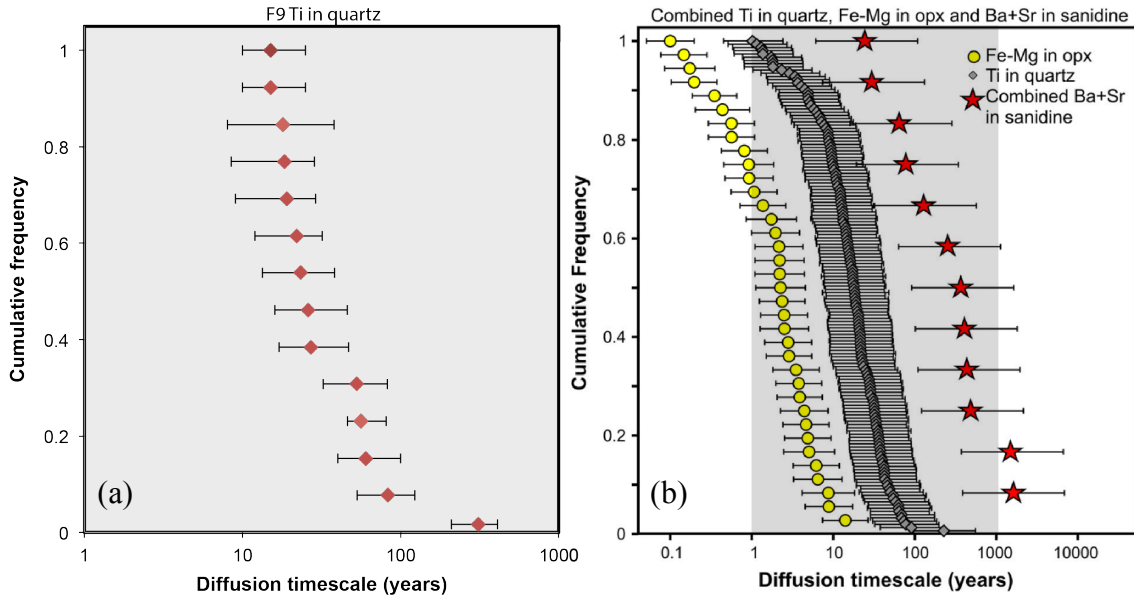 F9 Ti in quartz
Cumulative frequency
1
0.8
0.6
0.4
0.2
0
(a)
1
10
100
1000
Diffusion timescale (years)
Combined Ti in quartz, Fe-Mg in opx and Ba+Sr in sanidine
Cumulative Frequency
1
0.8
0.6
0.4
0.2
0
Fe-Mg in opx
Ti in quartz
Combined Ba+Sr
in sanidine
(b)
0.1
1
10
100
1000
10000
Diffusion timescale (years)